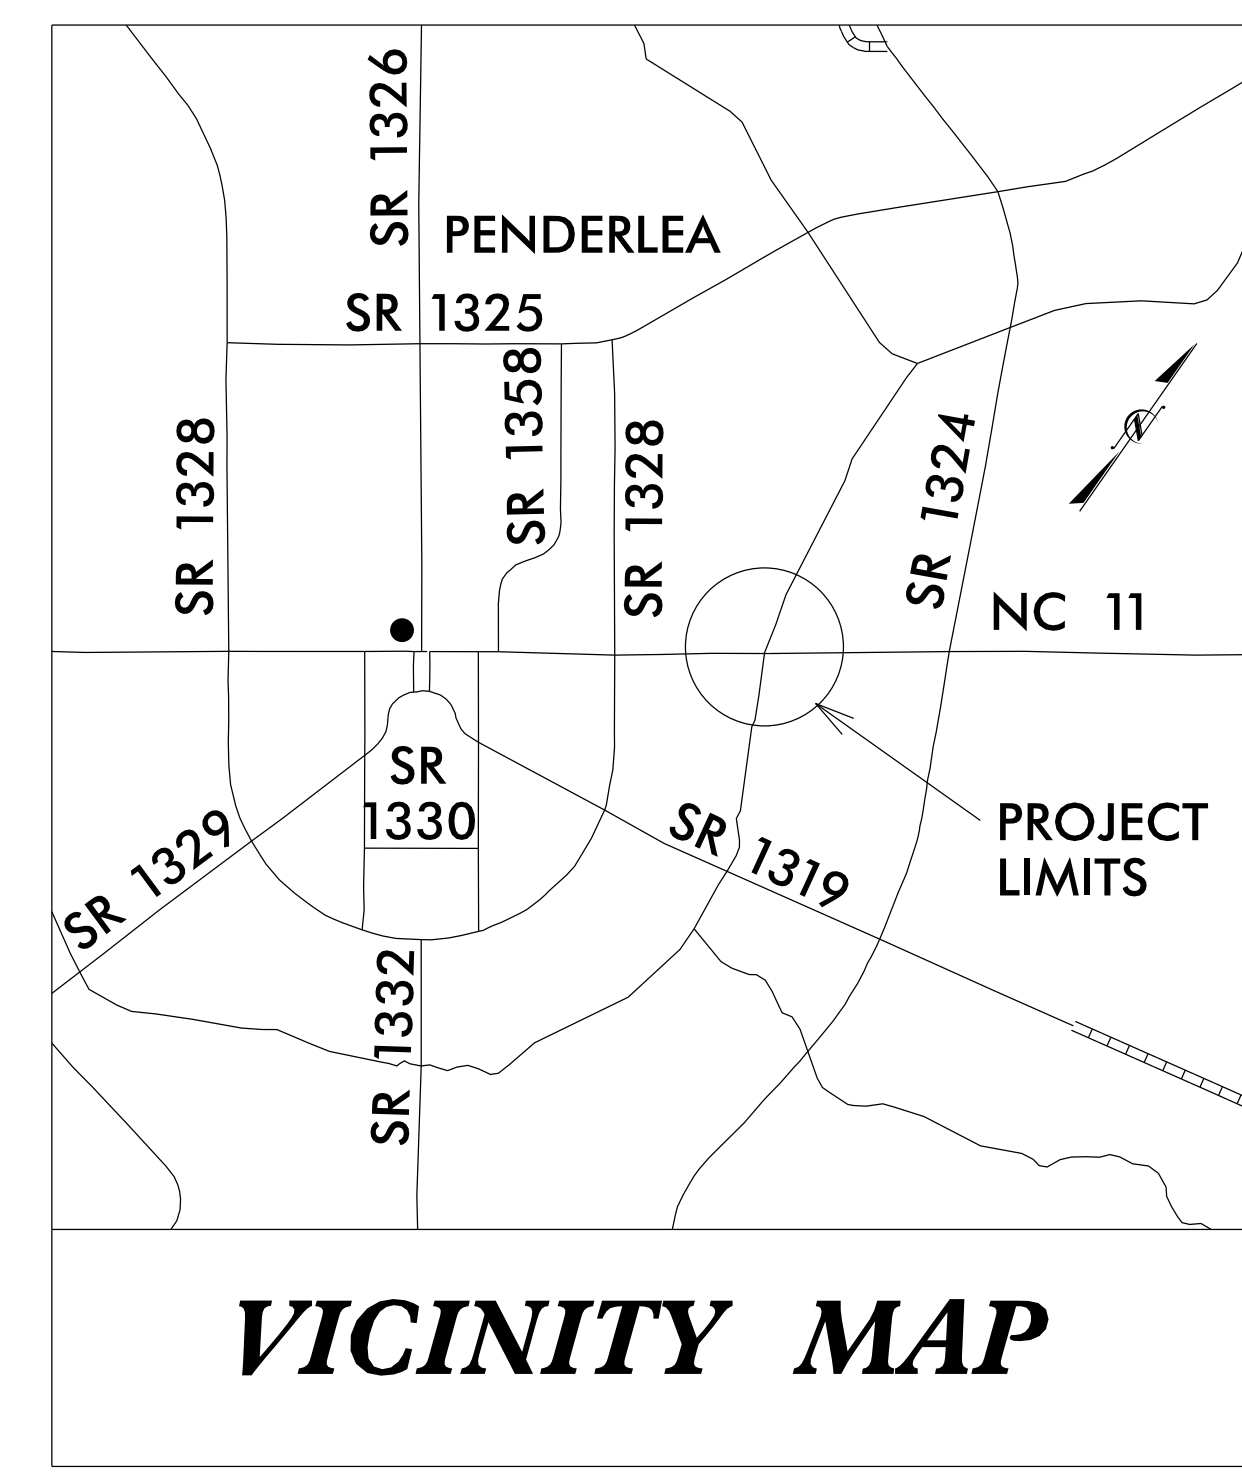 SR 1326
PENDERLEA
SR 1325
SR 1358
SR 1328
SR 1328
SR 1324
N
NC 11
SR
1330
SR 1329
SR 1319
PROJECT
LIMITS
SR 1332
VICINITY MAP